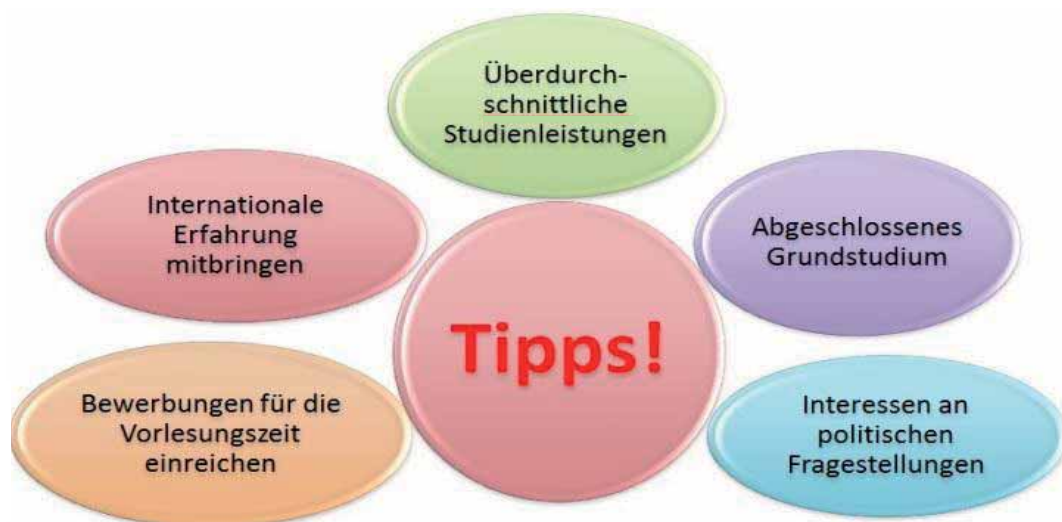 Überdurch-
schnittliche
Studienleistungen
Internationale
Erfahrung
mitbringen
Abgeschlossenes
Grundstudium
Tipps!
Bewerbungen für die
Vorlesungszeit
einreichen
Interessen an
politischen
Fragestellungen